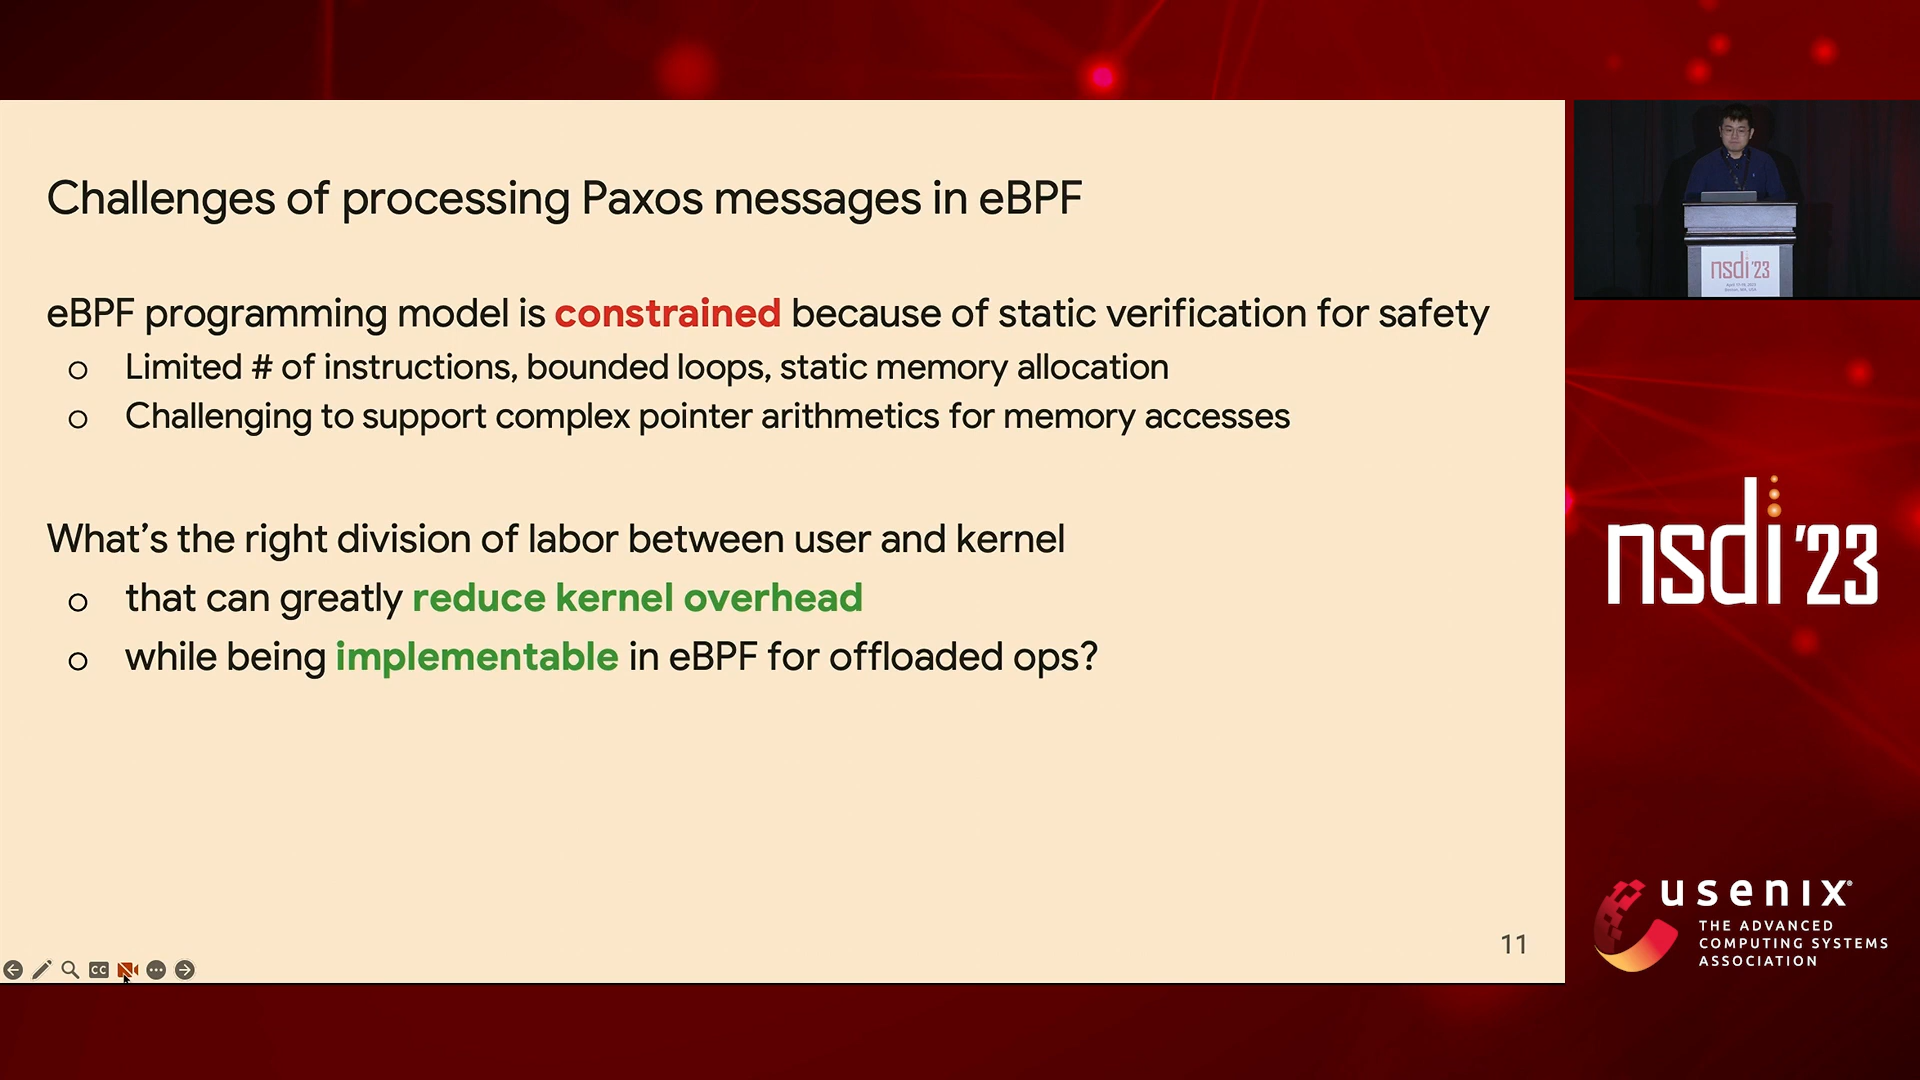 Challenges of processing Paxos messages in eBPF
eBPF programming model is constrained because of static verification for safety
o Limited # of instructions, bounded loops, static memory allocation
o Challenging to support complex pointer arithmetics for memory accesses
What's the right division of labor between user and kernel
o that can greatly reduce kernel overhead
o while being implementable in eBPF for offloaded ops?
11
CC
nsdi '23
nsdi '23
usenix®
THE ADVANCED
COMPUTING SYSTEMS
ASSOCIATION